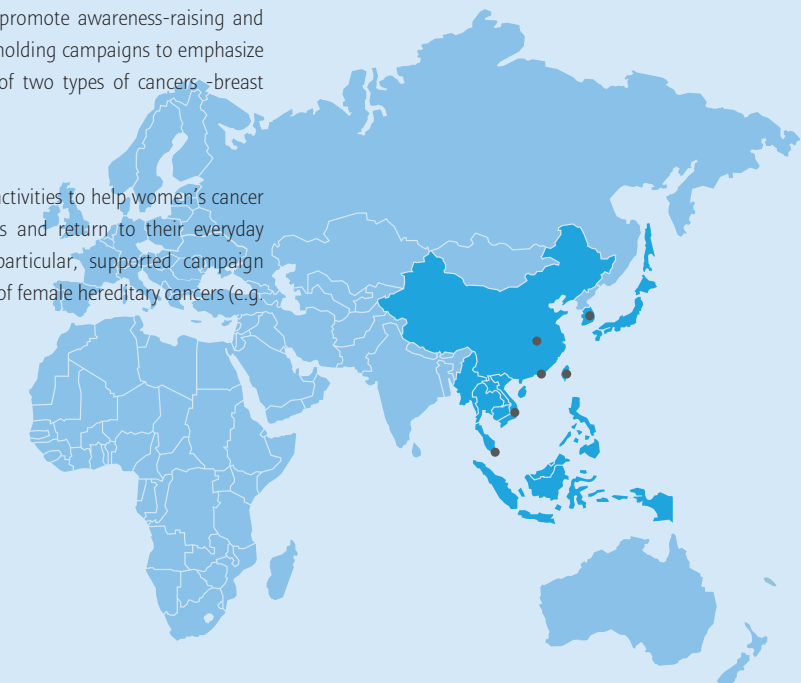 promote awareness-raising and
holding campaigns to emphasize
of two types of cancers -breast
activities to help women's cancer
s and return to their everyday
particular, supported campaign
of female hereditary cancers (e.g.